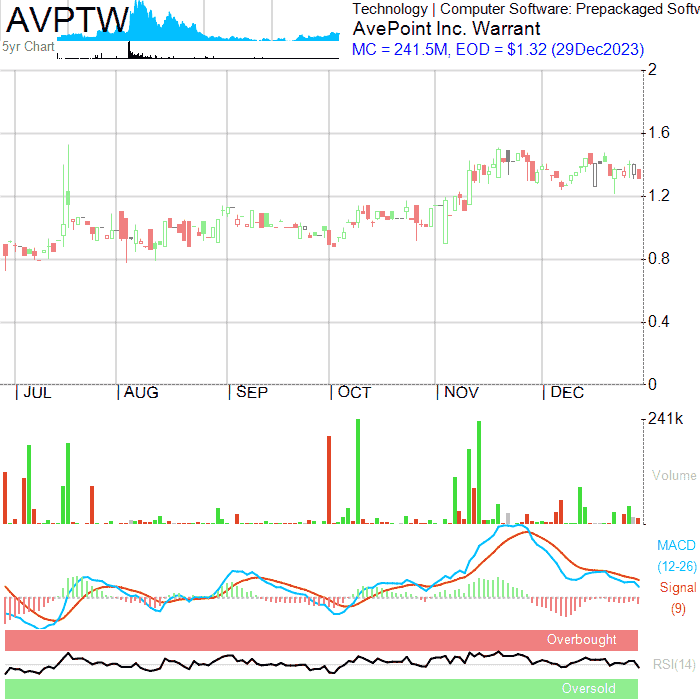 AVPTW
5yr Chart
Technology | Computer Software: Prepackaged Softw
AvePoint Inc. Warrant
MC = 241.5M, EOD = $1.32 (29Dec2023)
2
1.6
1.2
0.8
0.4
0
| JUL | AUG | SEP | OCT | NOV | DEC
241k
Volume
MACD
(12-26)
Signal
(9)
Overbought
RSI(14)
Oversold